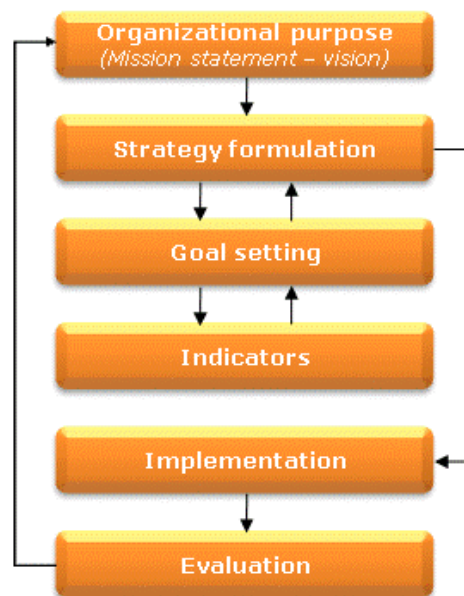 Organizational purpose
(Mission statement – vision)
Strategy formulation
Goal setting
Indicators
Implementation
Evaluation